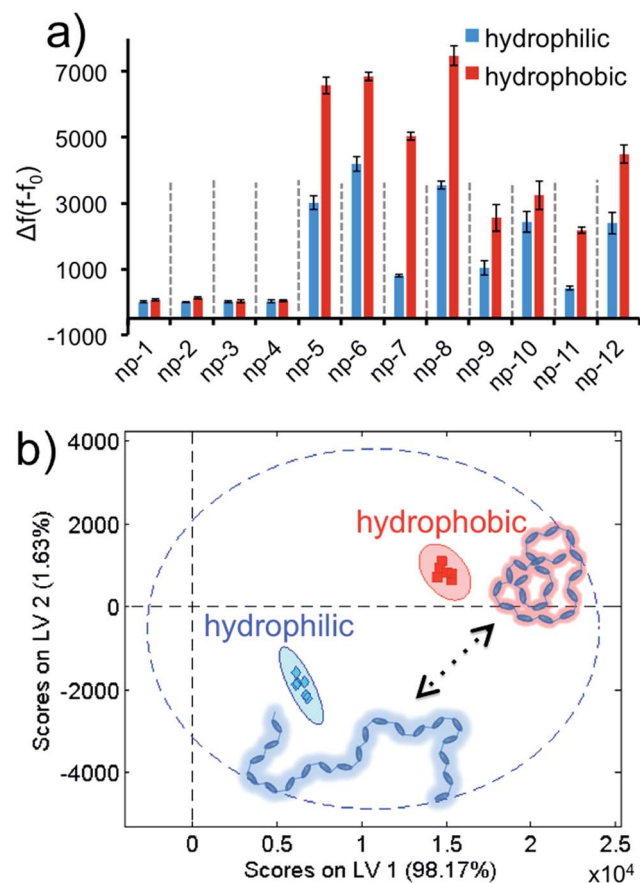 a)
hydrophilic
hydrophobic
Δf(f-f₀)
7000
5000
3000
1000
-1000
np-1
np-2
np-3
np-4
np-5
np-6
np-7
np-8
np-9
np-10
np-11
np-12
b)
Scores on LV 2 (1.63%)
4000
2000
0
-2000
-4000
hydrophobic
hydrophilic
0 0.5 1 1.5 2 2.5
Scores on LV 1 (98.17%)
x10⁴